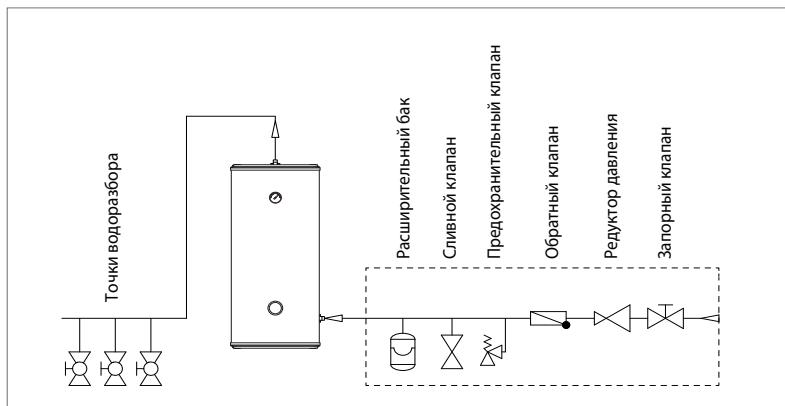 Точки водоразбора
Расширительный бак
Сливной клапан
Предохранительный клапан
Обратный клапан
Редуктор давления
Запорный клапан